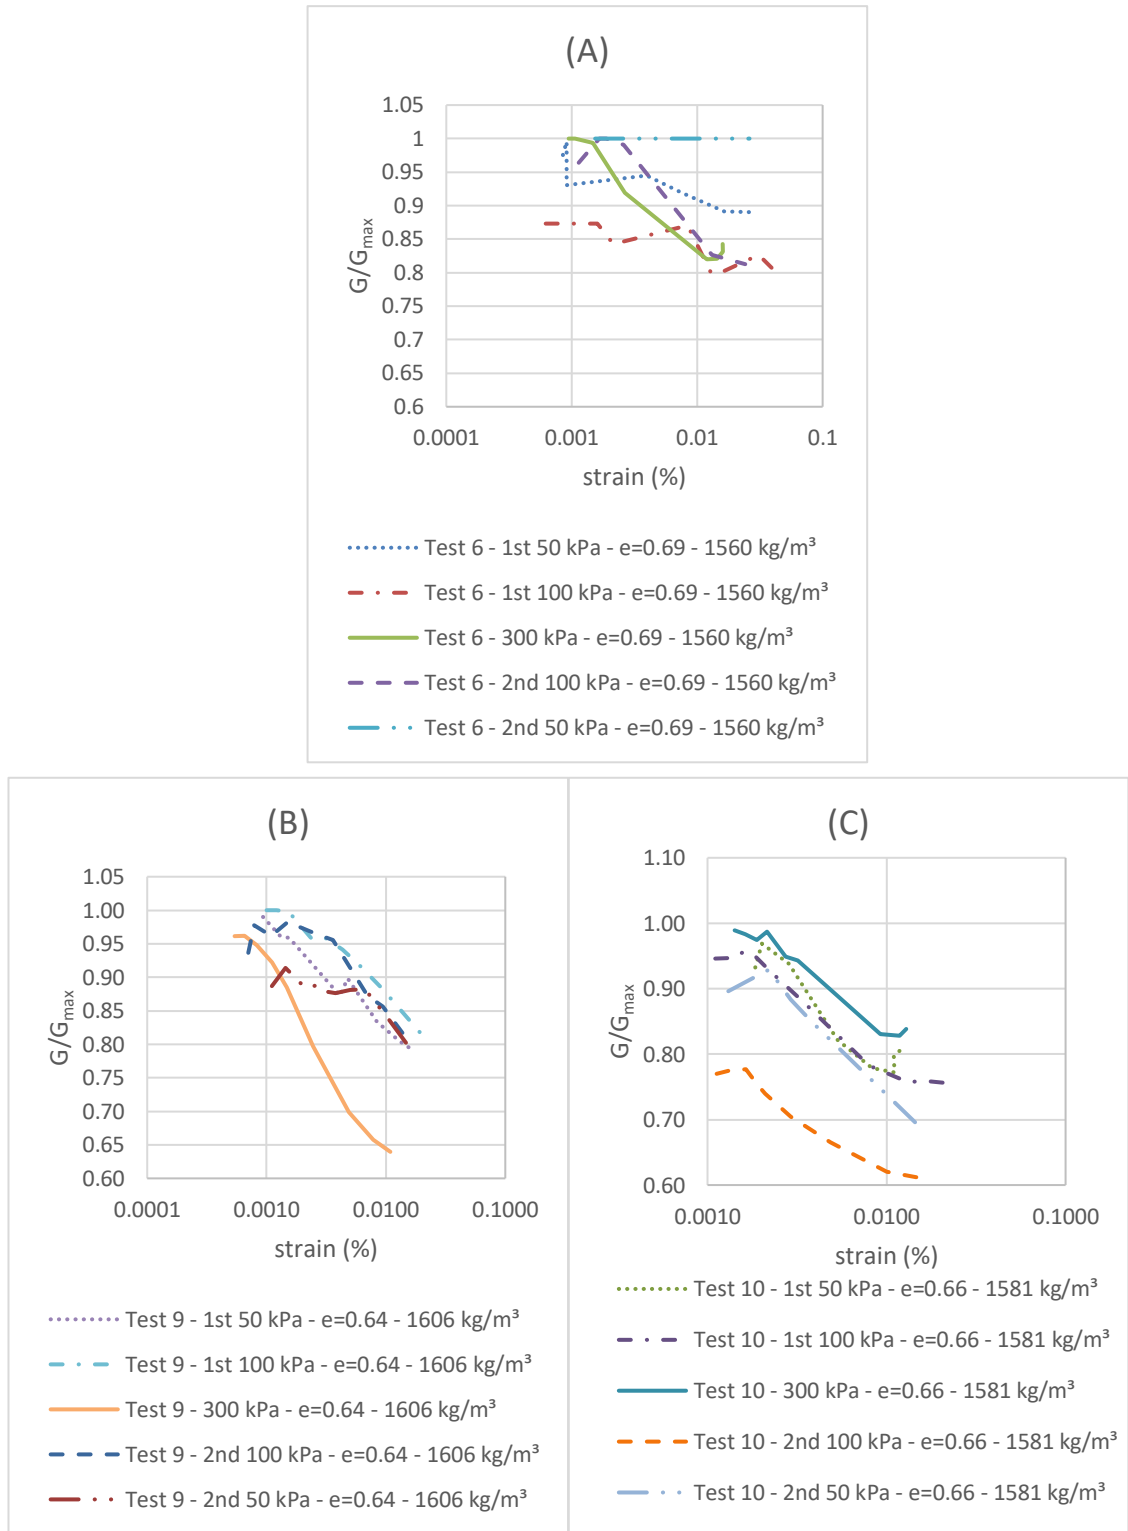 (A)
1.05
1
0.95
0.9
0.85
0.8
0.75
0.7
0.65
0.6
G/Gmax
0.0001 0.001 0.01 0.1
strain (%)
Test 6 - 1st 50 kPa - e=0.69 - 1560 kg/m³
Test 6 - 1st 100 kPa - e=0.69 - 1560 kg/m³
Test 6 - 300 kPa - e=0.69 - 1560 kg/m³
Test 6 - 2nd 100 kPa - e=0.69 - 1560 kg/m³
Test 6 - 2nd 50 kPa - e=0.69 - 1560 kg/m³
(B)
1.05
1.00
0.95
0.90
0.85
0.80
0.75
0.70
0.65
0.60
G/Gmax
0.0001 0.0010 0.0100 0.1000
strain (%)
Test 9 - 1st 50 kPa - e=0.64 - 1606 kg/m³
Test 9 - 1st 100 kPa - e=0.64 - 1606 kg/m³
Test 9 - 300 kPa - e=0.64 - 1606 kg/m³
Test 9 - 2nd 100 kPa - e=0.64 - 1606 kg/m³
Test 9 - 2nd 50 kPa - e=0.64 - 1606 kg/m³
(C)
1.10
1.00
0.90
0.80
0.70
0.60
G/Gmax
0.0010 0.0100 0.1000
strain (%)
Test 10 - 1st 50 kPa - e=0.66 - 1581 kg/m³
Test 10 - 1st 100 kPa - e=0.66 - 1581 kg/m³
Test 10 - 300 kPa - e=0.66 - 1581 kg/m³
Test 10 - 2nd 100 kPa - e=0.66 - 1581 kg/m³
Test 10 - 2nd 50 kPa - e=0.66 - 1581 kg/m³